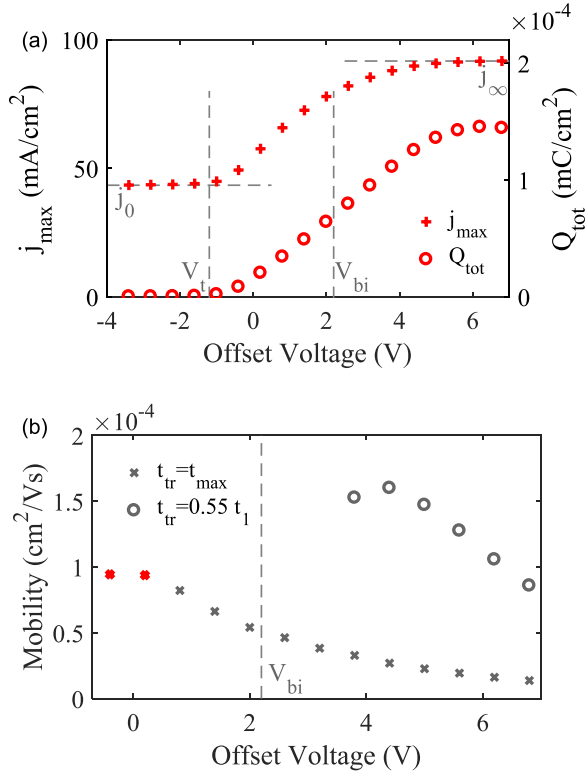 (a)
×10⁻⁴
100
50
0
j_max (mA/cm²)
2
1
0
Q_tot (mC/cm²)
j_∞
j_0
V_t
V_bi
j_max
Q_tot
-4 -2 0 2 4 6
Offset Voltage (V)
(b)
×10⁻⁴
2
1.5
1
0.5
0
Mobility (cm²/Vs)
t_tr=t_max
t_tr=0.55 t_1
V_bi
0 2 4 6
Offset Voltage (V)